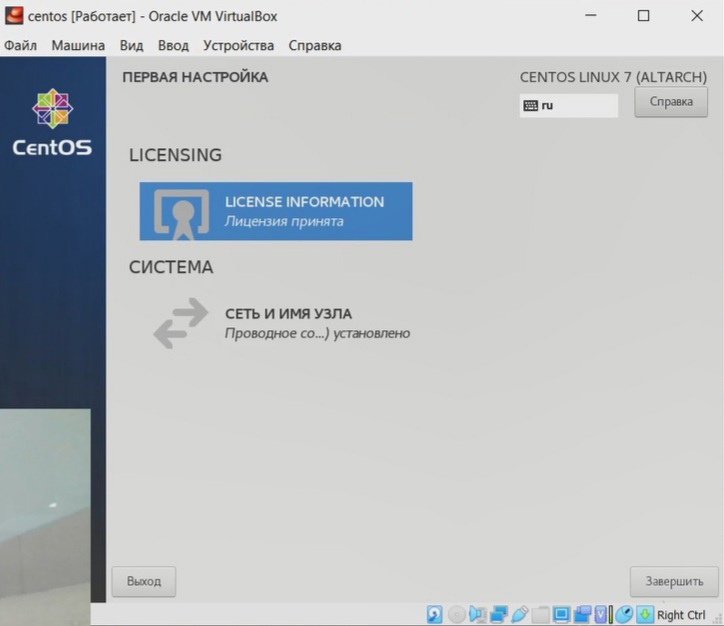 centos [Работает] - Oracle VM VirtualBox
Файл Машина Вид Ввод Устройства Справка
ПЕРВАЯ НАСТРОЙКА
CENTOS LINUX 7 (ALTARCH)
ru
Справка
CentOS
LICENSING
LICENSE INFORMATION
Лицензия принята
СИСТЕМА
СЕТЬ И ИМЯ УЗЛА
Проводное со...) установлено
Выход
Завершить
Right Ctrl